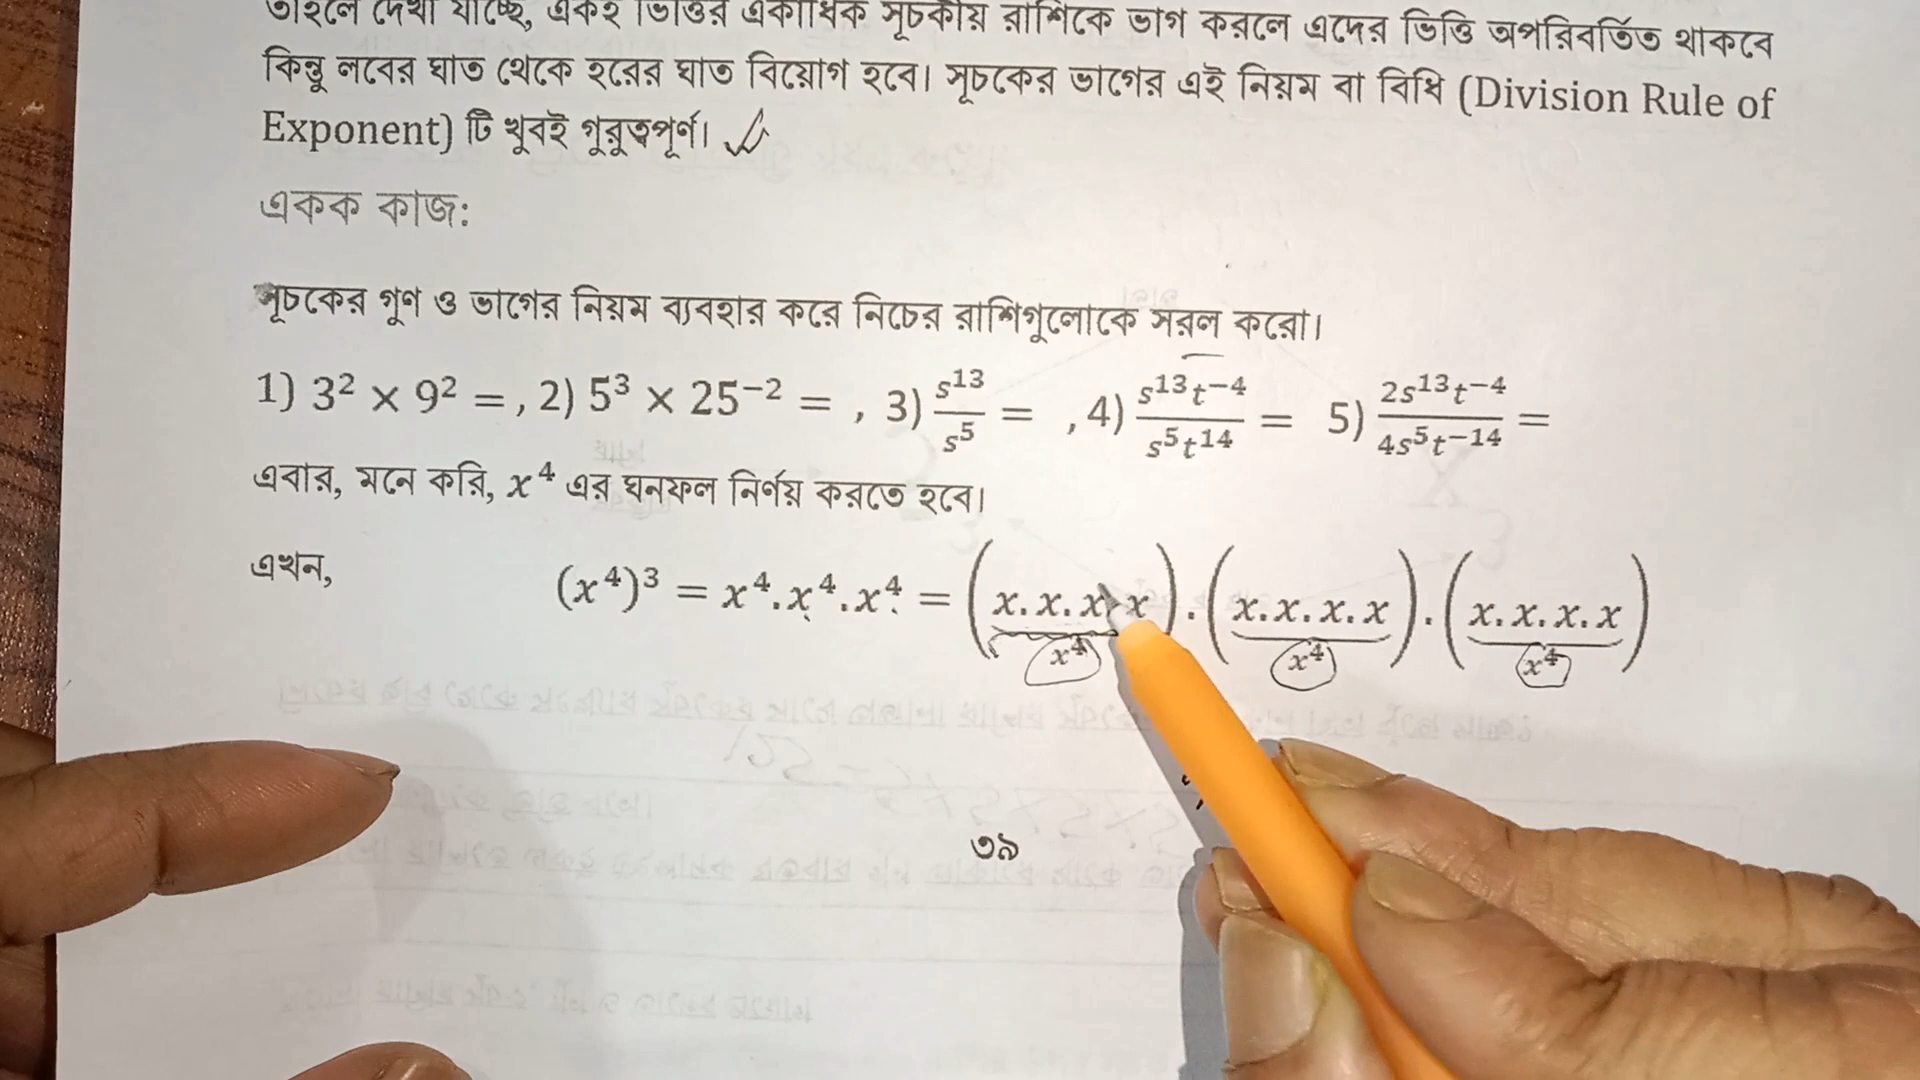 তাহলে দেখা যাচ্ছে, একই ভিত্তির একাধিক সূচকীয় রাশিকে ভাগ করলে এদের ভিত্তি অপরিবর্তিত থাকবে
কিন্তু লবের ঘাত থেকে হরের ঘাত বিয়োগ হবে। সূচকের ভাগের এই নিয়ম বা বিধি (Division Rule of
Exponent) টি খুবই গুরুত্বপূর্ণ।
একক কাজ:
সূচকের গুণ ও ভাগের নিয়ম ব্যবহার করে নিচের রাশিগুলোকে সরল করো।
1) 3² × 9² = , 2) 5³ × 25⁻² = , 3) s¹³/s⁵ = , 4) s¹³t⁻⁴/s⁵t¹⁴ = 5) 2s¹³t⁻⁴/4s⁵t⁻¹⁴ =
এবার, মনে করি, x⁴ এর ঘনফল নির্ণয় করতে হবে।
এখন, (x⁴)³ = x⁴.x⁴.x⁴ = (x.x.x.x) . (x.x.x.x) . (x.x.x.x)
x⁴ x⁴ x⁴
৩৯